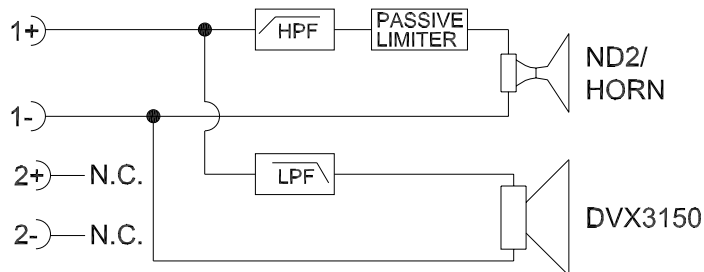 1+
HPF
PASSIVE
LIMITER
ND2/
HORN
1-
2+ N.C.
LPF
2- N.C.
DVX3150